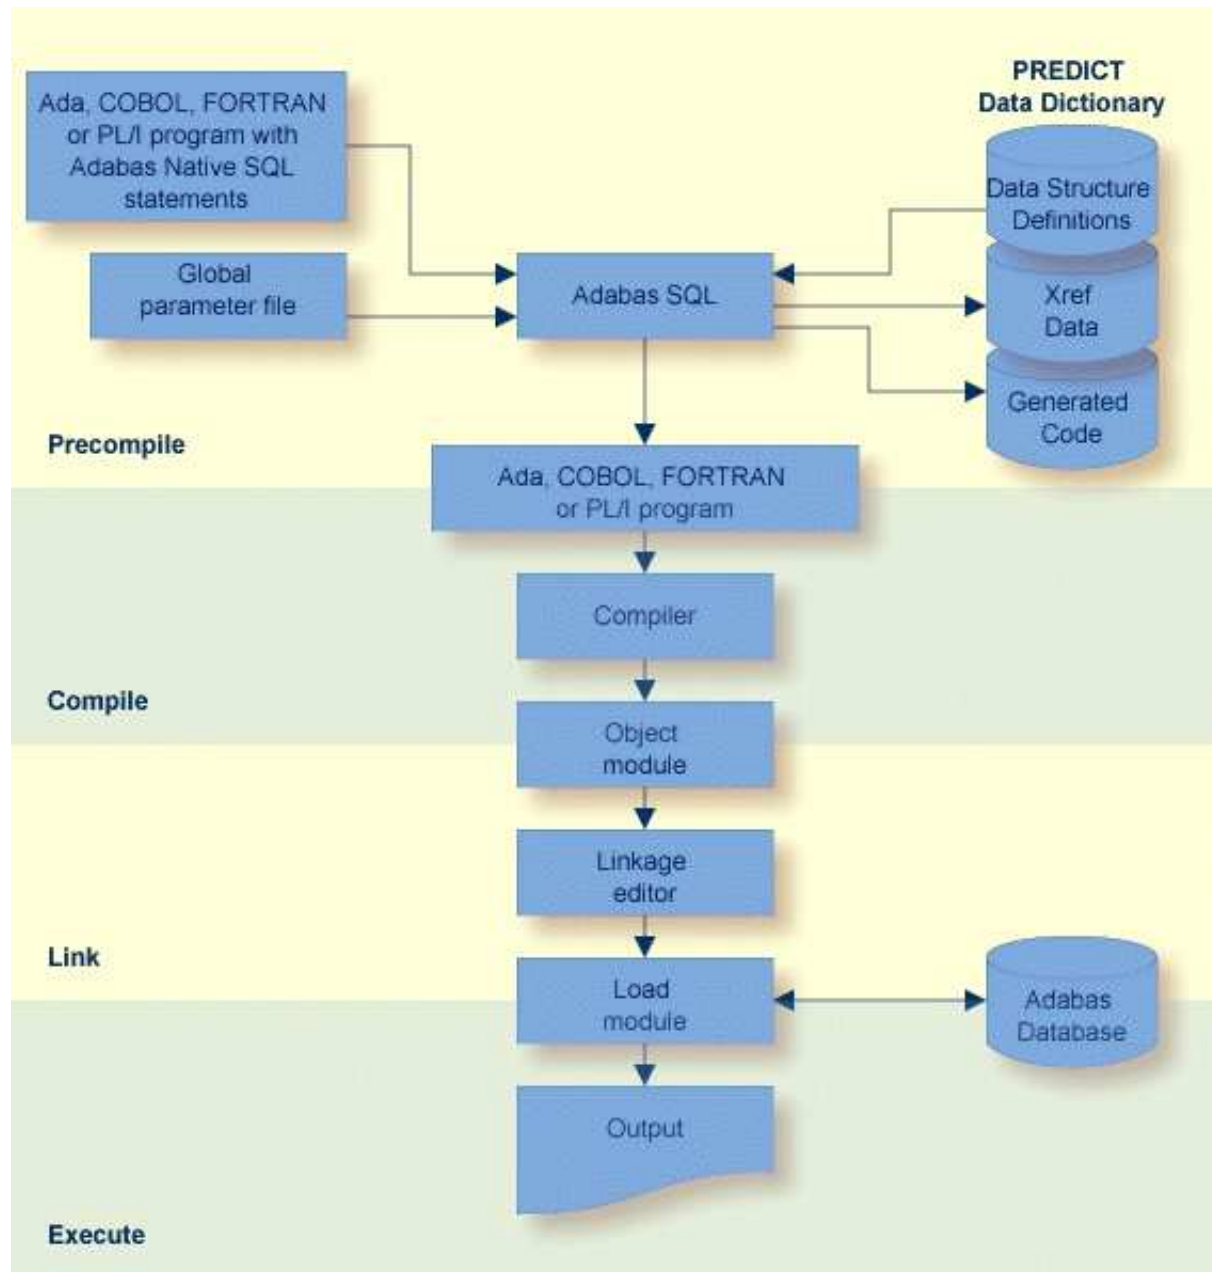 PREDICT
Data Dictionary
Ada, COBOL, FORTRAN
or PL/I program with
Adabas Native SQL
statements
Data Structure
Definitions
Global
parameter file
Adabas SQL
Xref
Data
Generated
Code
Precompile
Ada, COBOL, FORTRAN
or PL/I program
Compiler
Compile
Object
module
Linkage
editor
Link
Load
module
Adabas
Database
Output
Execute